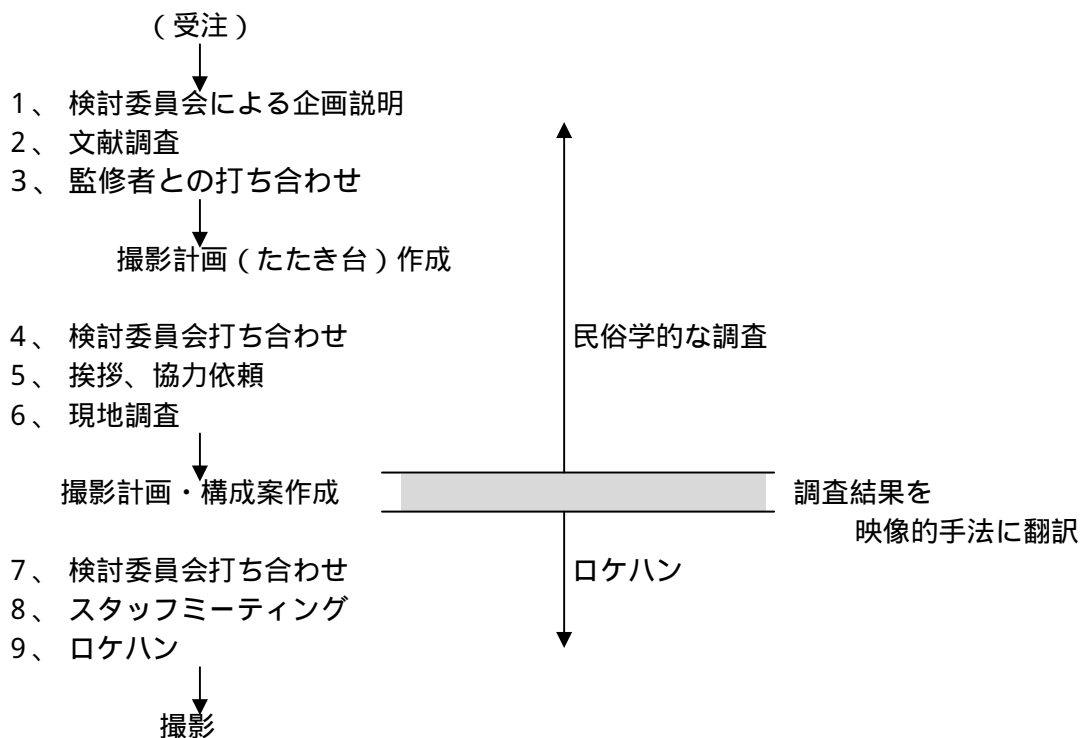 （受注）
1、 検討委員会による企画説明
2、 文献調査
3、 監修者との打ち合わせ
撮影計画（たたき台）作成
4、 検討委員会打ち合わせ
民俗学的な調査
5、 挨拶、協力依頼
6、 現地調査
撮影計画・構成案作成
調査結果を
映像的手法に翻訳
7、 検討委員会打ち合わせ
ロケハン
8、 スタッフミーティング
9、 ロケハン
撮影